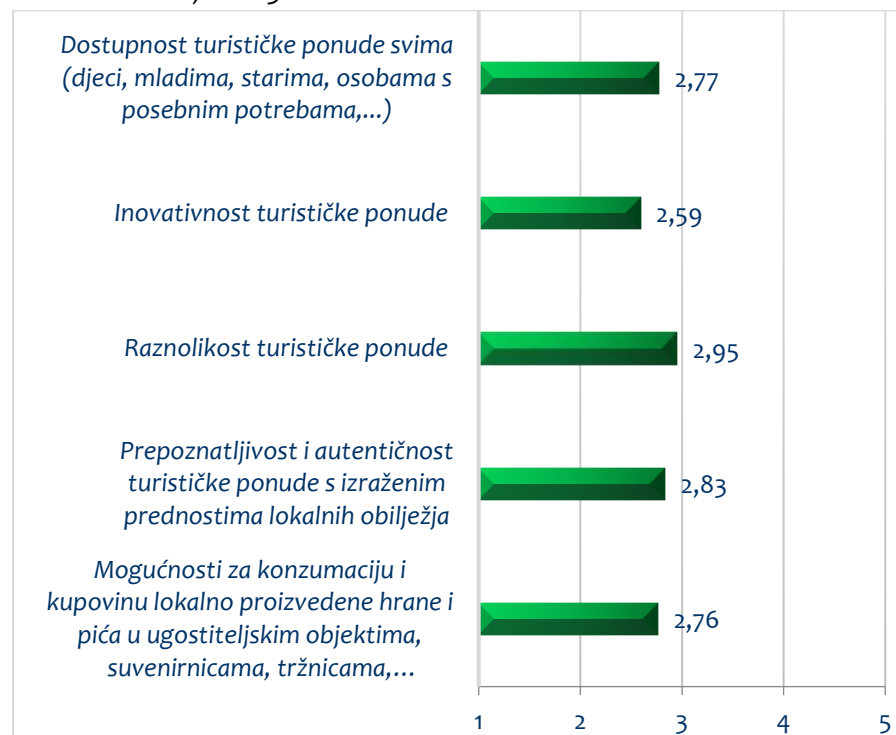 Dostupnost turističke ponude svima
(djeci, mladima, starima, osobama s
posebnim potrebama,...)
2,77
Inovativnost turističke ponude
2,59
Raznolikost turističke ponude
2,95
Prepoznatljivost i autentičnost
turističke ponude s izraženim
prednostima lokalnih obilježja
2,83
Mogućnosti za konzumaciju i
kupovinu lokalno proizvedene hrane i
pića u ugostiteljskim objektima,
suvenirnicama, tržnicama,...
2,76
1 2 3 4 5